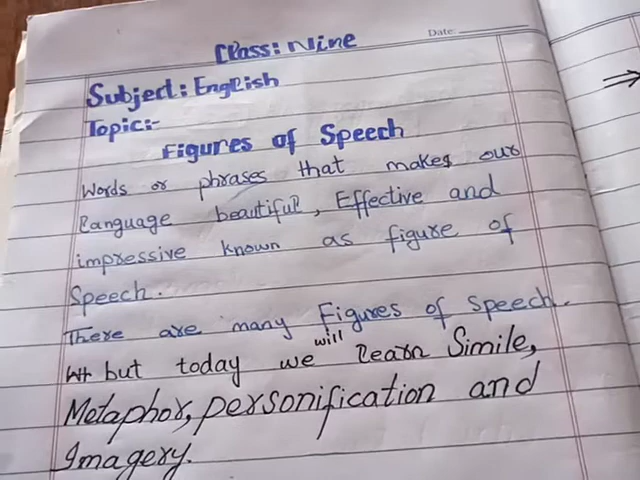 Class: Nine
Date:
Subject: English
Topic:-
Figures of Speech
Words or phrases that makes our
language beautiful, Effective and
impressive known as figure of
Speech.
There are many Figures of speech.
but today we will learn Simile,
Metaphor, personification and
Imagery.